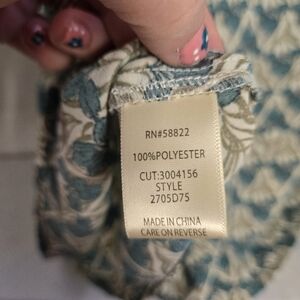 RN#58822
100%POLYESTER
CUT:3004156
STYLE
2705D75
MADE IN CHINA
CARE ON REVERSE